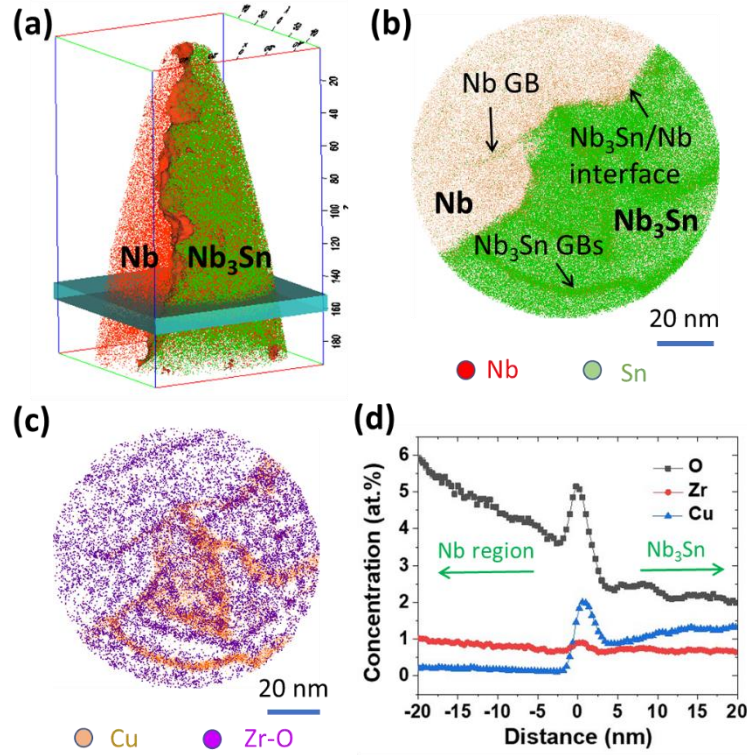 (a)
20
40
60
80
100
120
140
160
180
Nb
Nb₃Sn
(b)
Nb GB
Nb₃Sn/Nb
interface
Nb
Nb₃Sn
Nb₃Sn GBs
20 nm
Nb
Sn
(c)
20 nm
Cu
Zr-O
(d)
Concentration (at.%)
6
5
4
3
2
1
0
O
Zr
Cu
Nb region
Nb₃Sn
-20 -15 -10 -5 0 5 10 15 20
Distance (nm)